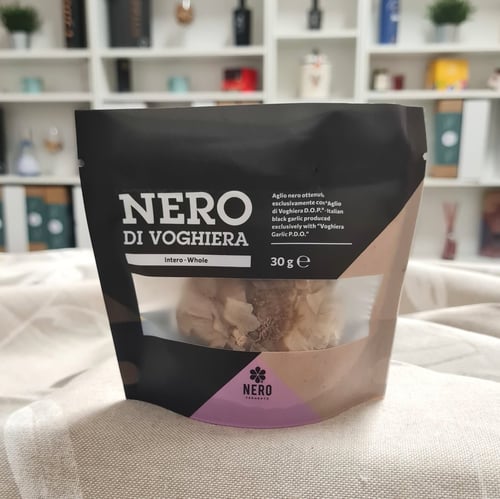 NERO
DI VOGHIERA
Intero - Whole
Aglio nero ottenuto
esclusivamente con "Aglio
di Voghiera D.O.P." - Italian
black garlic produced
exclusively with "Voghiera
Garlic P.D.O."
30 g ℮
NERO